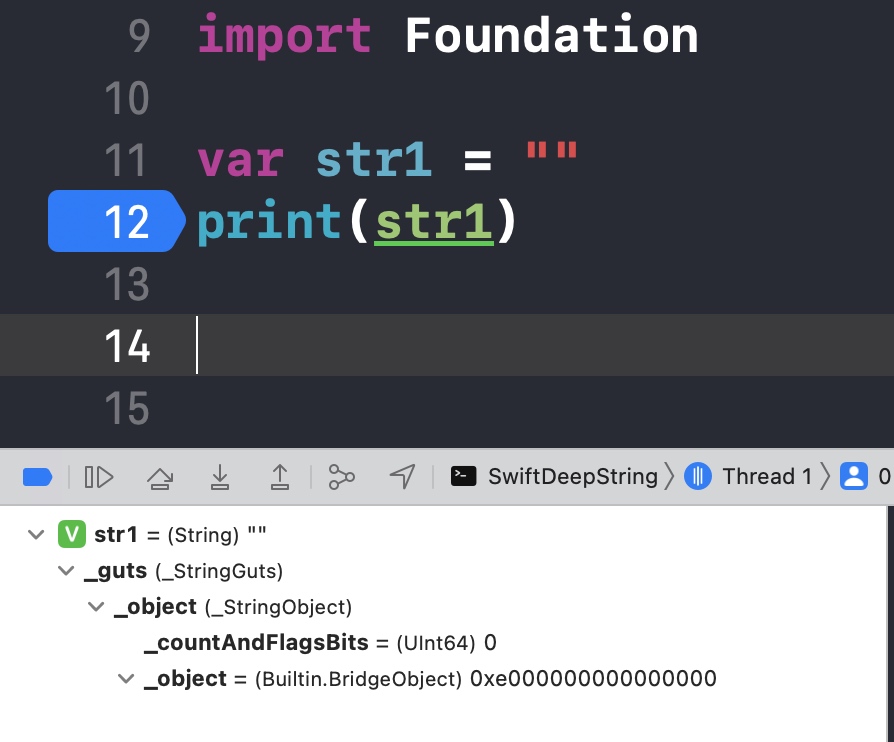 9 import Foundation
10
11 var str1 = ""
12 print(str1)
13
14
15
SwiftDeepString Thread 1 0
V str1 = (String) ""
_guts (_StringGuts)
_object (_StringObject)
_countAndFlagsBits = (UInt64) 0
_object = (Builtin.BridgeObject) 0xe000000000000000